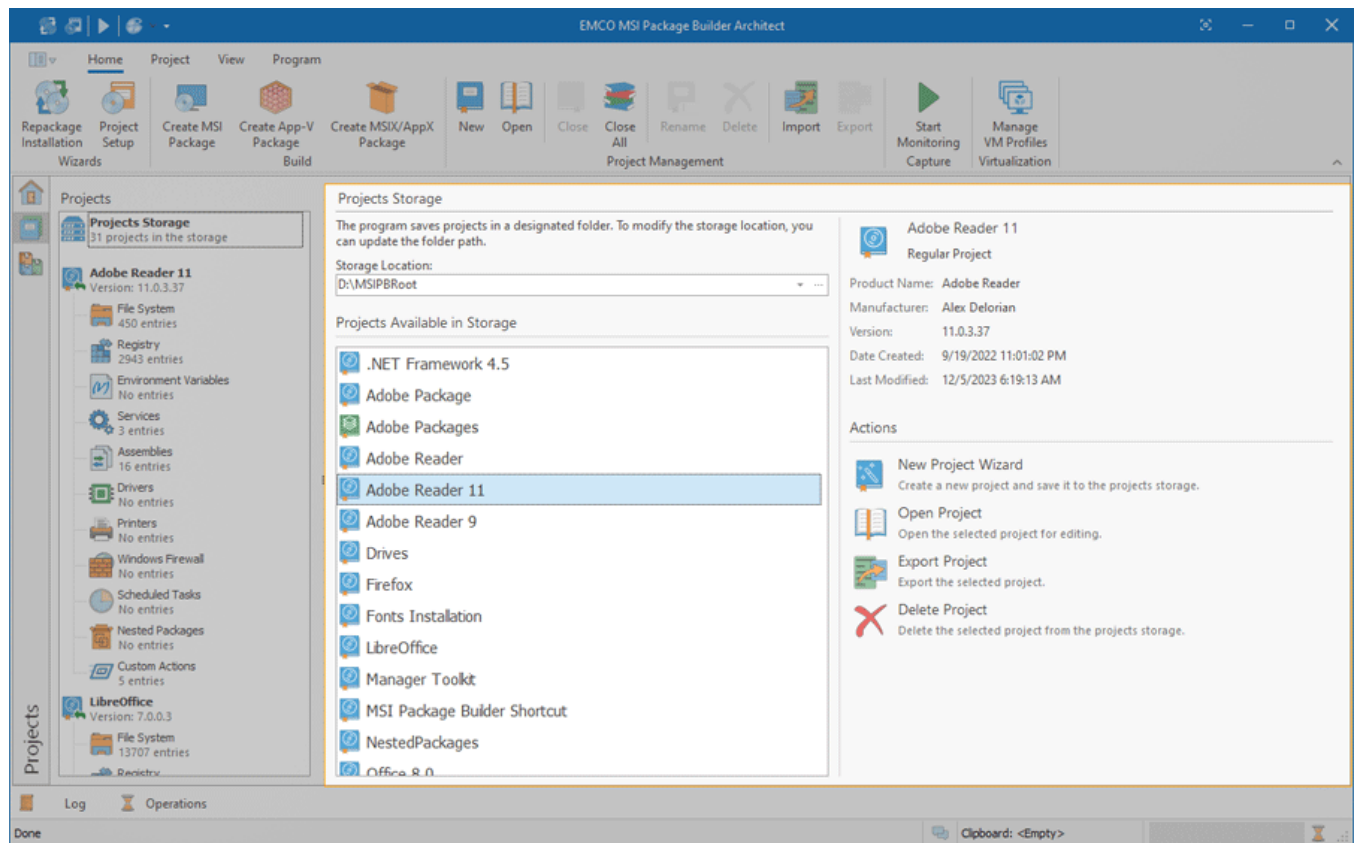 EMCO MSI Package Builder Architect
Home Project View Program
Repackage Installation
Project Setup
Wizards
Create MSI Package
Create App-V Package
Create MSIX/AppX Package
Build
New
Open
Close
Close All
Rename
Delete
Import
Export
Project Management
Start Monitoring
Capture
Manage VM Profiles
Virtualization
Projects
Projects
Projects Storage
31 projects in the storage
Adobe Reader 11
Version: 11.0.3.37
File System
450 entries
Registry
2943 entries
Environment Variables
No entries
Services
3 entries
Assemblies
16 entries
Drivers
No entries
Printers
No entries
Windows Firewall
No entries
Scheduled Tasks
No entries
Nested Packages
No entries
Custom Actions
5 entries
LibreOffice
Version: 7.0.0.3
File System
13707 entries
Registry
Projects Storage
The program saves projects in a designated folder. To modify the storage location, you
can update the folder path.
Storage Location:
D:\MSIPBRoot
Projects Available in Storage
.NET Framework 4.5
Adobe Package
Adobe Packages
Adobe Reader
Adobe Reader 11
Adobe Reader 9
Drives
Firefox
Fonts Installation
LibreOffice
Manager Toolkit
MSI Package Builder Shortcut
NestedPackages
Office 8.0
Adobe Reader 11
Regular Project
Product Name: Adobe Reader
Manufacturer: Alex Delorian
Version: 11.0.3.37
Date Created: 9/19/2022 11:01:02 PM
Last Modified: 12/5/2023 6:19:13 AM
Actions
New Project Wizard
Create a new project and save it to the projects storage.
Open Project
Open the selected project for editing.
Export Project
Export the selected project.
Delete Project
Delete the selected project from the projects storage.
Log Operations
Done
Clipboard: <Empty>